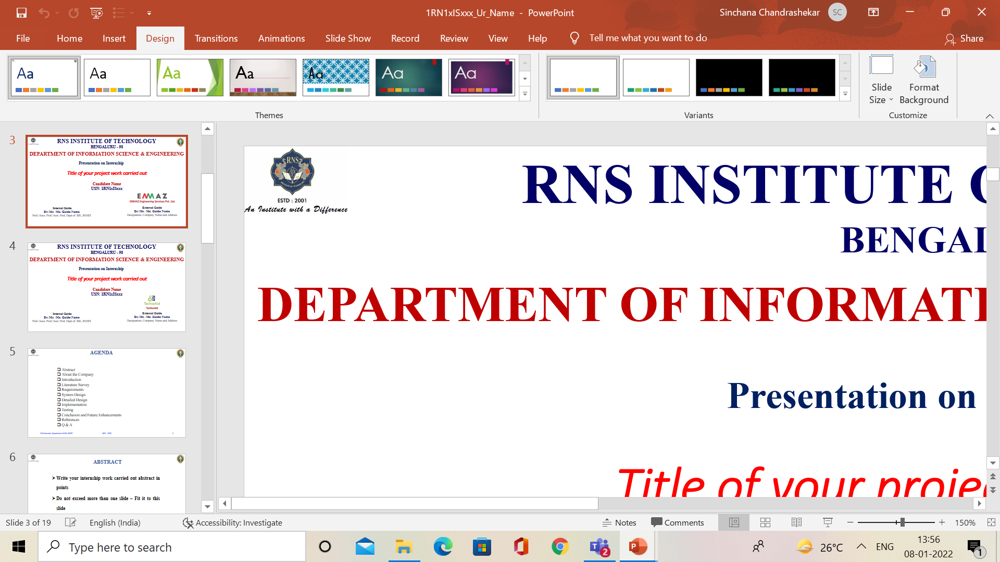 1RN1xISxxx_Ur_Name - PowerPoint
Sinchana Chandrashekar
SC
File Home Insert Design Transitions Animations Slide Show Record Review View Help Tell me what you want to do Share
Aa Aa Aa Aa Aa Aa Aa
Slide Size
Format Background
Themes Variants Customize
3
RNS INSTITUTE OF TECHNOLOGY
BENGALURU - 98
DEPARTMENT OF INFORMATION SCIENCE & ENGINEERING
Presentation on Internship
Title of your project work carried out
Candidate Name
USN: 1RN1xISxxx
ENMAZ
ENMAZ Engineering Services Pvt. Ltd.
Internal Guide
Dr./Mr. /Ms. Guide Name
Prof./Asso. Prof./Asst. Prof, Dept of ISE, RNSIT
External Guide
Dr./Mr. /Ms. Guide Name
Designation, Company Name and Address
4
RNS INSTITUTE OF TECHNOLOGY
BENGALURU - 98
DEPARTMENT OF INFORMATION SCIENCE & ENGINEERING
Presentation on Internship
Title of your project work carried out
Candidate Name
USN: 1RN1xISxxx
TechieAid
TechieAid
Internal Guide
Dr./Mr. /Ms. Guide Name
Prof./Asso. Prof./Asst. Prof, Dept of ISE, RNSIT
External Guide
Dr./Mr. /Ms. Guide Name
Designation, Company Name and Address
5
AGENDA
Abstract
About the Company
Introduction
Literature Survey
Requirements
System Design
Detailed Design
Implementation
Testing
Conclusion and Future Enhancements
References
Q & A
2021 - 2022
5
6
ABSTRACT
Write your internship work carried out abstract in
points
Do not exceed more than one slide – Fit it to this
slide
RNS
INSTITUTE OF TECHNOLOGY
ESTD : 2001
An Institute with a Difference
RNS INSTITUTE
BENGAL
DEPARTMENT OF INFORMATI
Presentation on
Title of your projec
Slide 3 of 19 English (India) Accessibility: Investigate Notes Comments 150%
Type here to search
2
26°C
ENG
13:56
08-01-2022
1